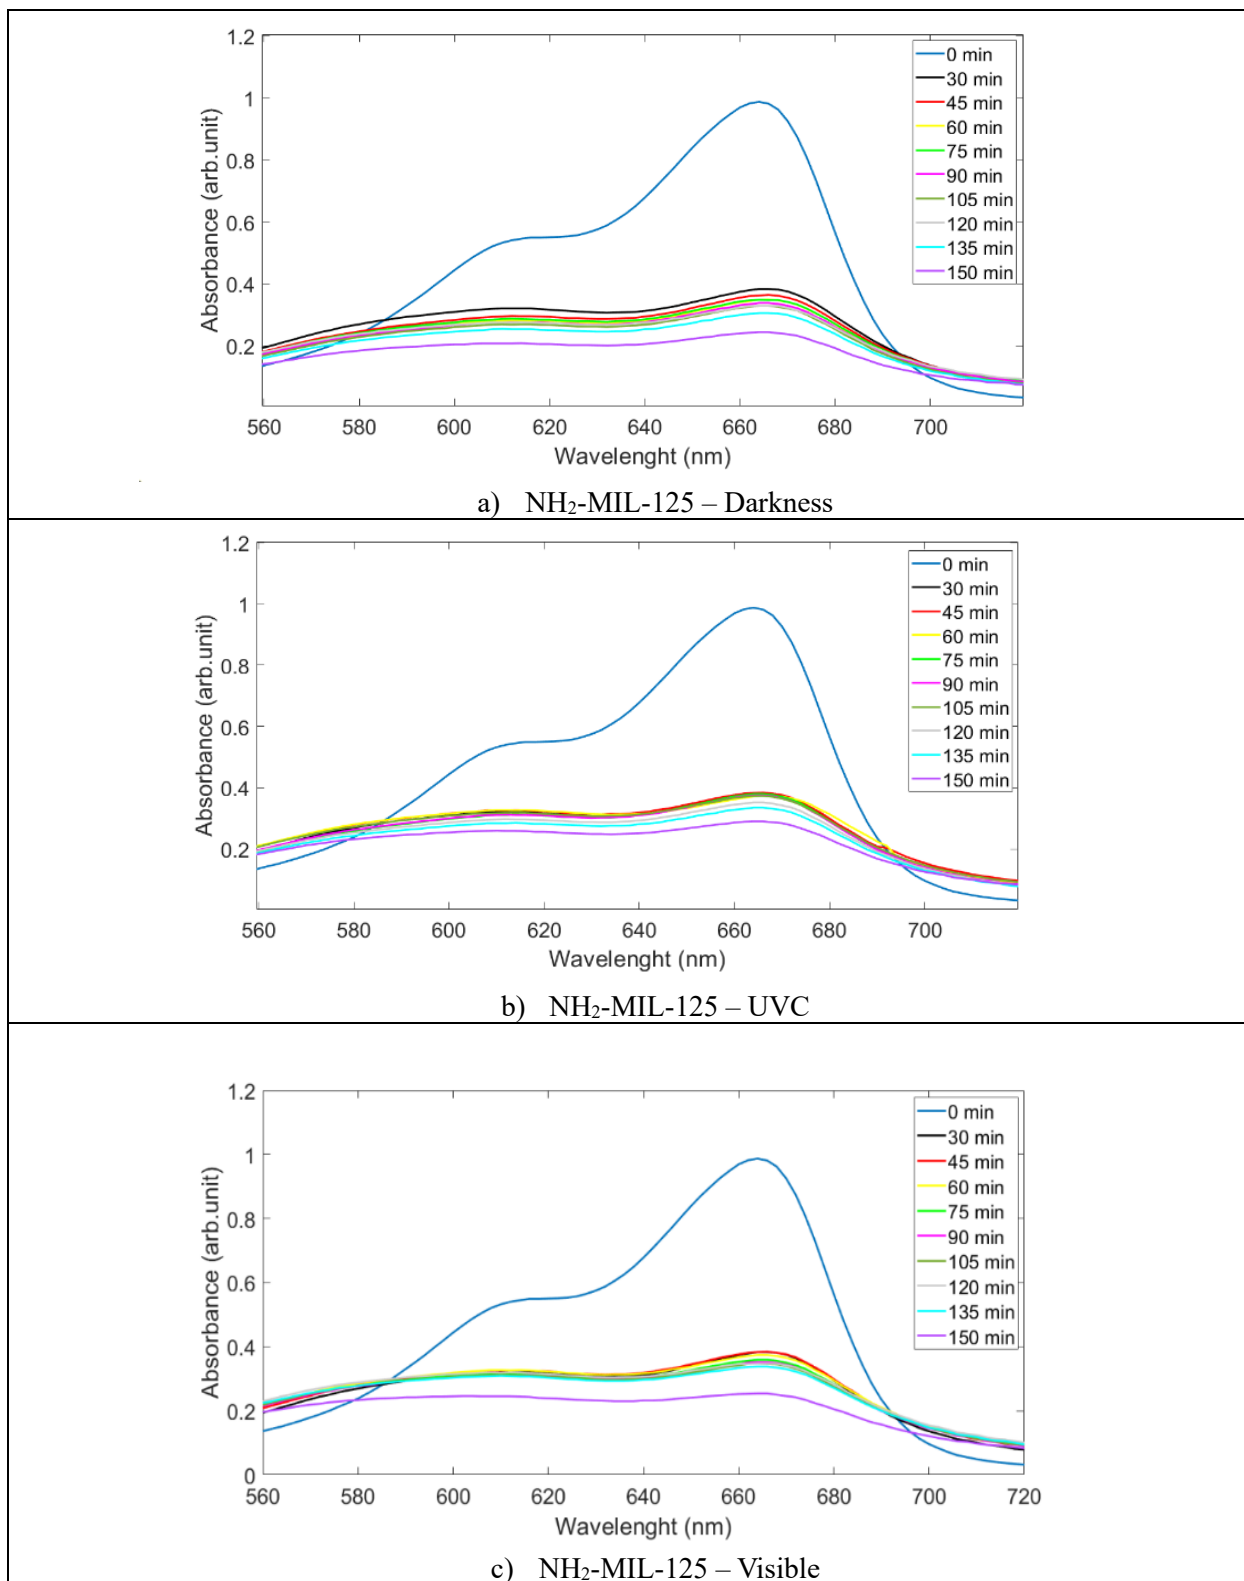 1.2
1
0.8
0.6
0.4
0.2
Absorbance (arb.unit)
0 min
30 min
45 min
60 min
75 min
90 min
105 min
120 min
135 min
150 min
560 580 600 620 640 660 680 700
Wavelenght (nm)
a) NH₂-MIL-125 – Darkness
1.2
1
0.8
0.6
0.4
0.2
Absorbance (arb.unit)
0 min
30 min
45 min
60 min
75 min
90 min
105 min
120 min
135 min
150 min
560 580 600 620 640 660 680 700
Wavelenght (nm)
b) NH₂-MIL-125 – UVC
1.2
1
0.8
0.6
0.4
0.2
0
Absorbance (arb.unit)
0 min
30 min
45 min
60 min
75 min
90 min
105 min
120 min
135 min
150 min
560 580 600 620 640 660 680 700 720
Wavelenght (nm)
c) NH₂-MIL-125 – Visible